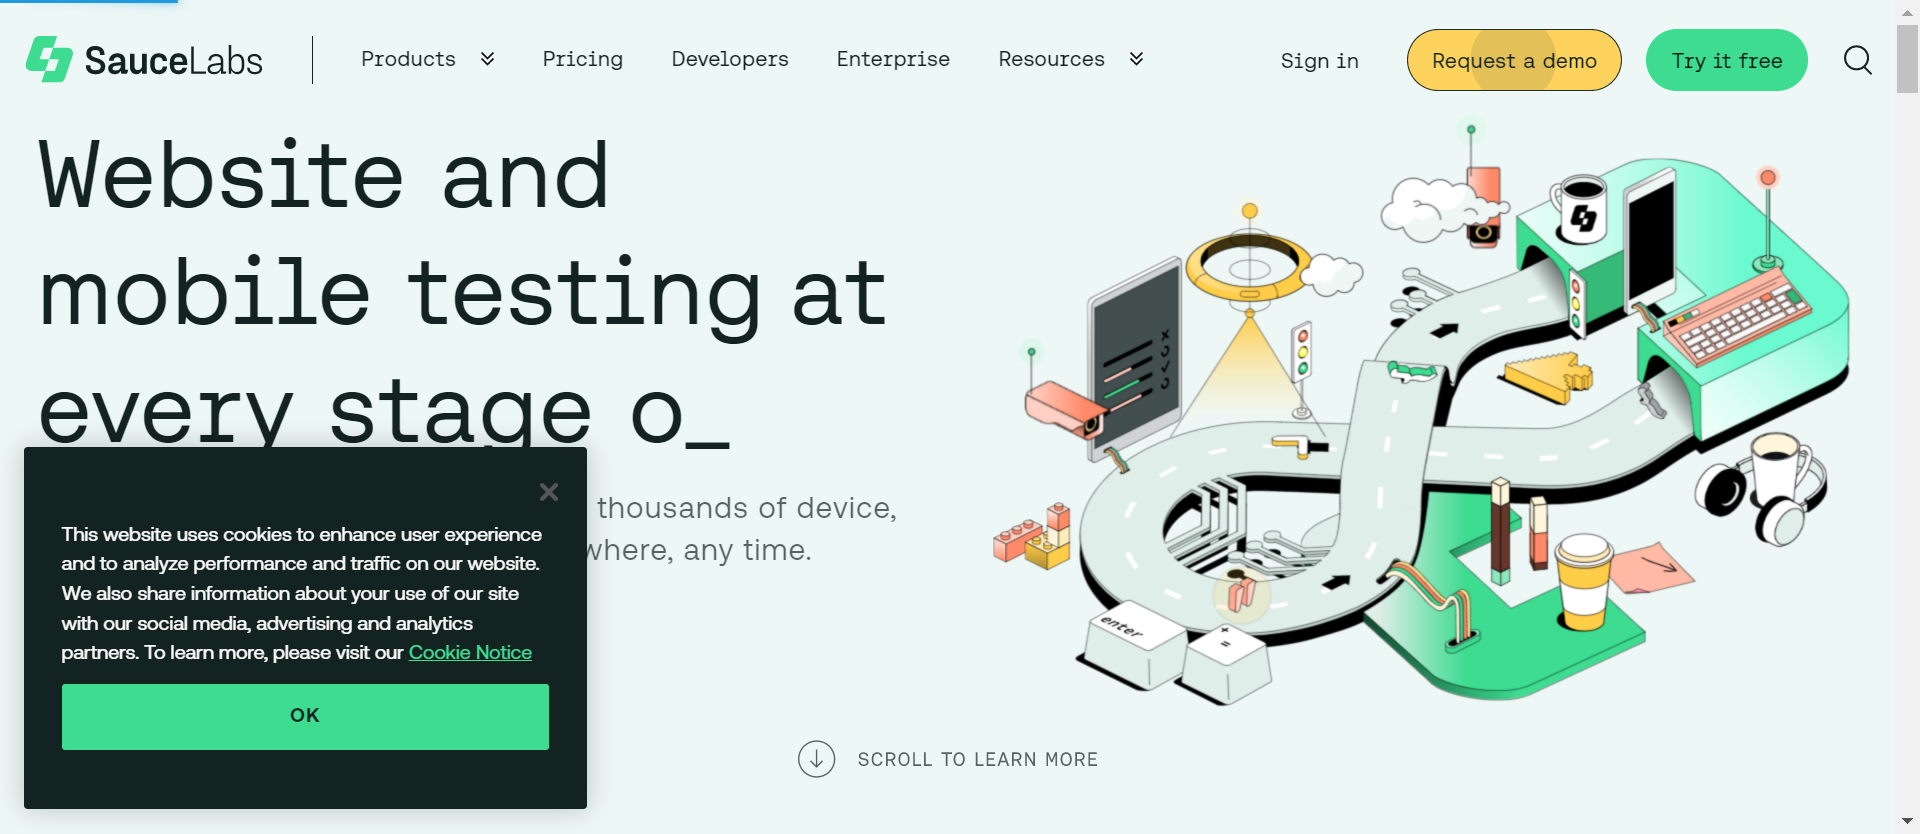 SauceLabs
Products
Pricing
Developers
Enterprise
Resources
Sign in
Request a demo
Try it free
Website and
mobile testing at
every stage o_
thousands of device,
where, any time.
This website uses cookies to enhance user experience
and to analyze performance and traffic on our website.
We also share information about your use of our site
with our social media, advertising and analytics
partners. To learn more, please visit our Cookie Notice
OK
enter
+
=
SCROLL TO LEARN MORE